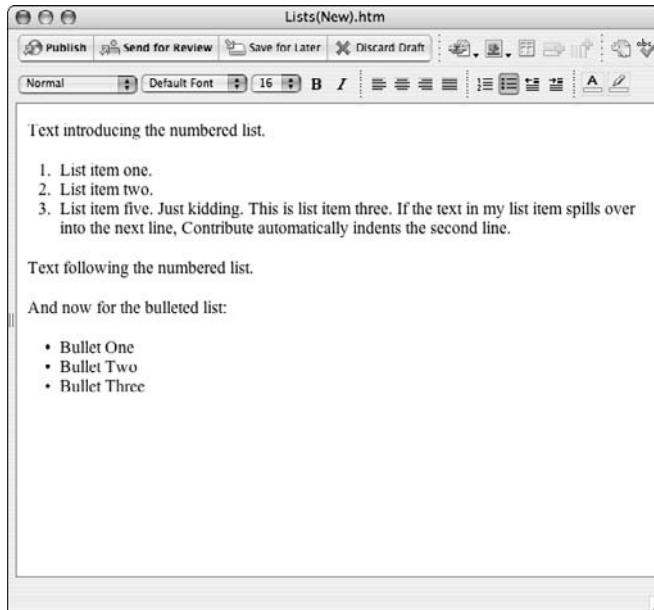 Lists(New).htm
Publish Send for Review Save for Later Discard Draft abc
Normal Default Font 16 B I A
Text introducing the numbered list.
1. List item one.
2. List item two.
3. List item five. Just kidding. This is list item three. If the text in my list item spills over
into the next line, Contribute automatically indents the second line.
Text following the numbered list.
And now for the bulleted list:
• Bullet One
• Bullet Two
• Bullet Three